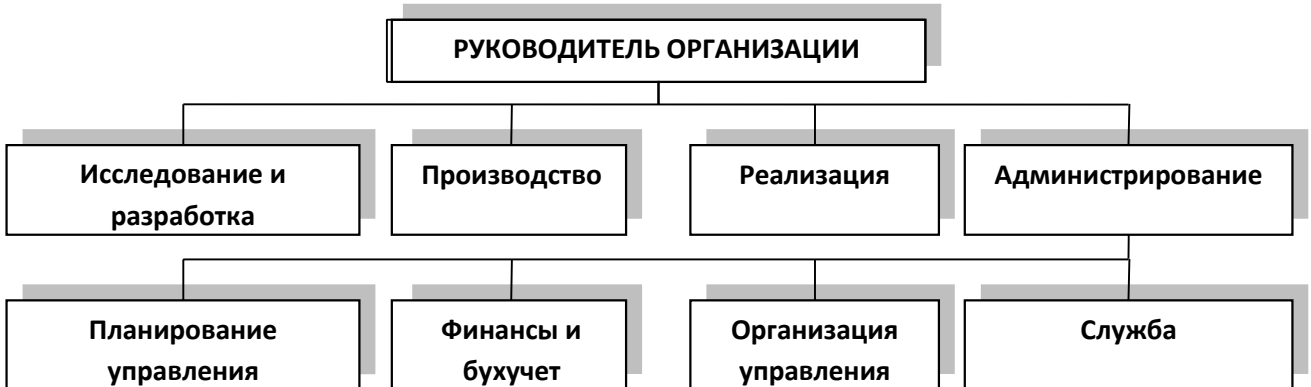 РУКОВОДИТЕЛЬ ОРГАНИЗАЦИИ
Исследование и
разработка
Производство
Реализация
Администрирование
Планирование
управления
Финансы и
бухучет
Организация
управления
Служба